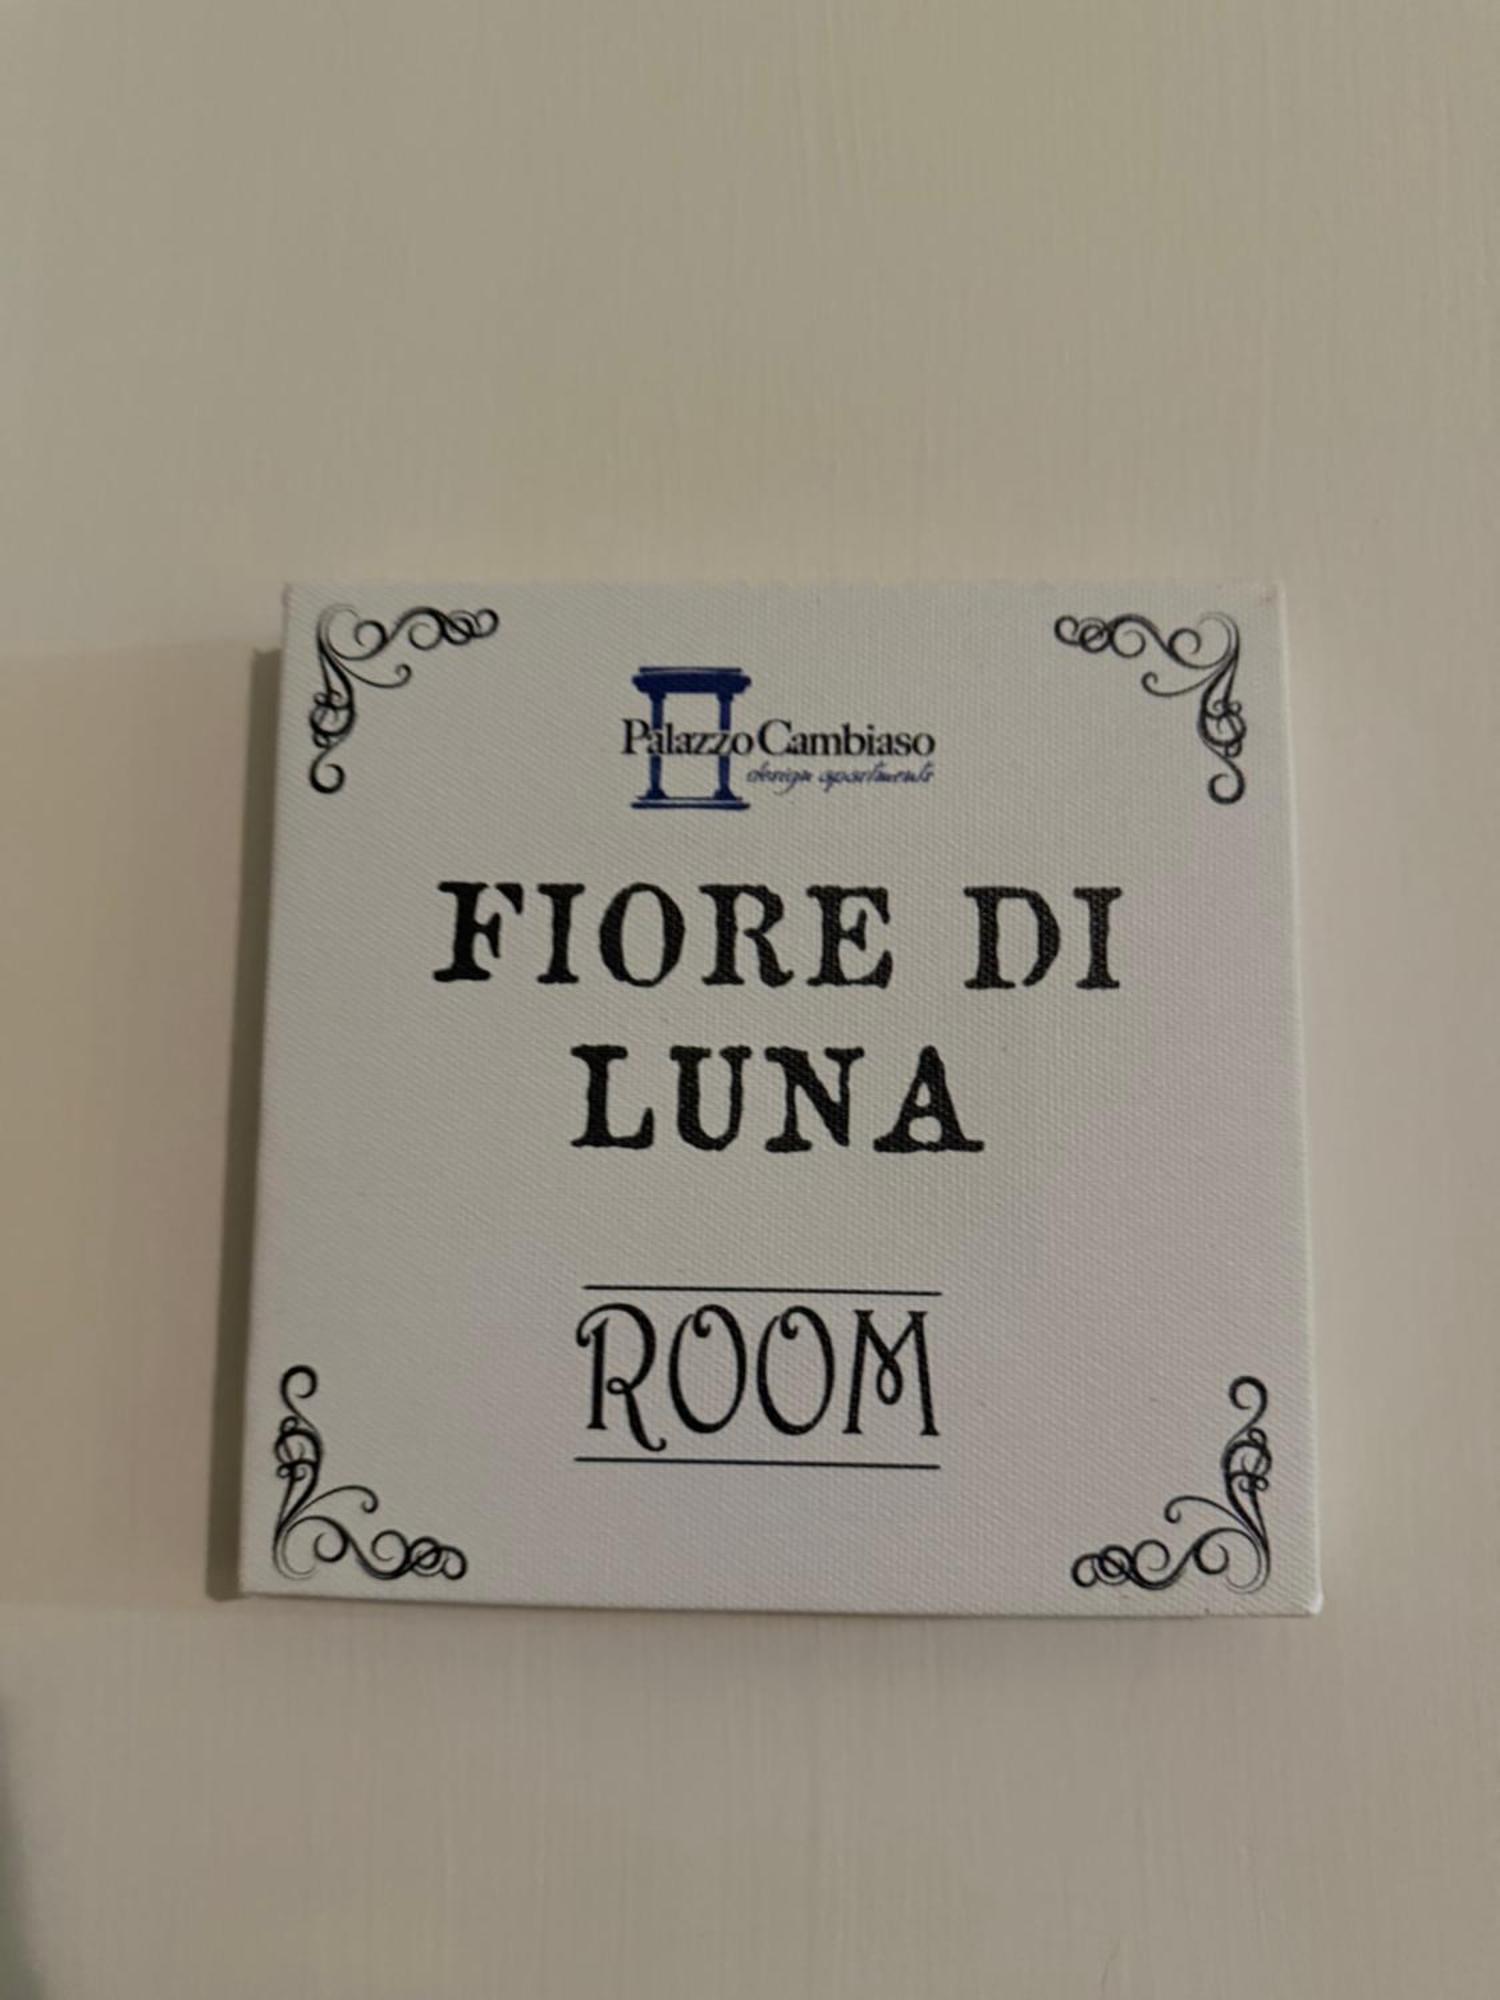 Palazzo Cambiaso
design apartments
FIORE DI
LUNA
ROOM